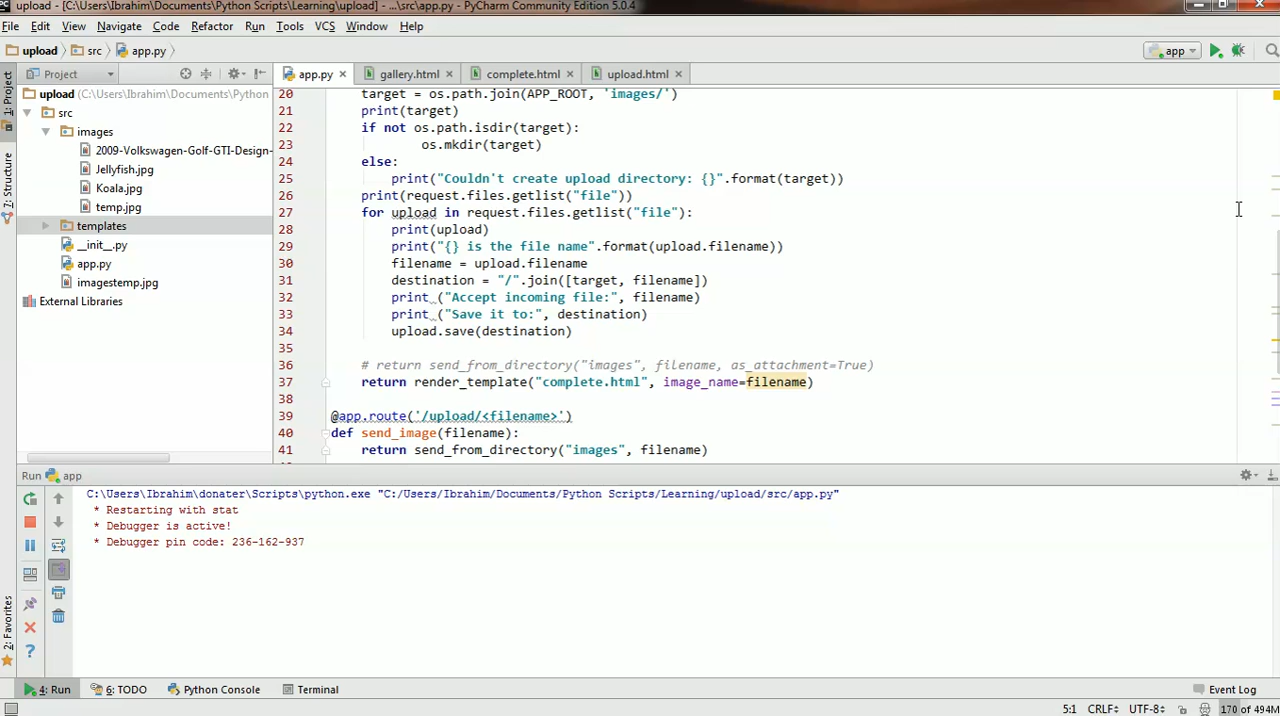 upload - [C:\Users\Ibrahim\Documents\Python Scripts\Learning\upload] - ...\src\app.py - PyCharm Community Edition 5.0.4
File Edit View Navigate Code Refactor Run Tools VCS Window Help
upload src app.py app
Project app.py gallery.html complete.html upload.html
1: Project
7: Structure
2: Favorites
upload (C:\Users\Ibrahim\Documents\Python
src
images
2009-Volkswagen-Golf-GTI-Design-
Jellyfish.jpg
Koala.jpg
temp.jpg
templates
__init__.py
app.py
imagestemp.jpg
External Libraries
20 target = os.path.join(APP_ROOT, 'images/')
21 print(target)
22 if not os.path.isdir(target):
23 os.mkdir(target)
24 else:
25 print("Couldn't create upload directory: {}".format(target))
26 print(request.files.getlist("file"))
27 for upload in request.files.getlist("file"):
28 print(upload)
29 print("{} is the file name".format(upload.filename))
30 filename = upload.filename
31 destination = "/".join([target, filename])
32 print ("Accept incoming file:", filename)
33 print ("Save it to:", destination)
34 upload.save(destination)
35
36 # return send_from_directory("images", filename, as_attachment=True)
37 return render_template("complete.html", image_name=filename)
38
39 @app.route('/upload/<filename>')
40 def send_image(filename):
41 return send_from_directory("images", filename)
Run app
C:\Users\Ibrahim\donater\Scripts\python.exe "C:/Users/Ibrahim/Documents/Python Scripts/Learning/upload/src/app.py"
* Restarting with stat
* Debugger is active!
* Debugger pin code: 236-162-937
4: Run 6: TODO Python Console Terminal Event Log
5:1 CRLF UTF-8 170 of 494M